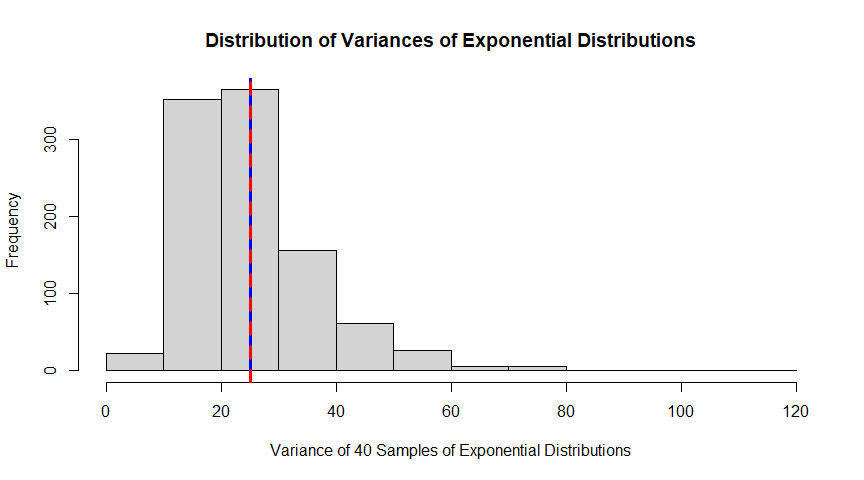 Distribution of Variances of Exponential Distributions
Frequency
300
200
100
0
0 20 40 60 80 100 120
Variance of 40 Samples of Exponential Distributions